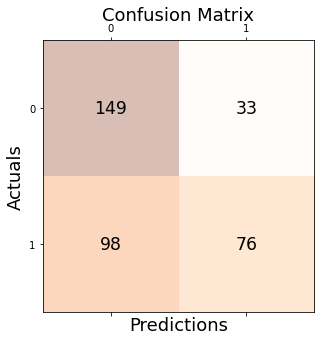 Confusion Matrix
0 1
0 149 33
Actuals
1 98 76
Predictions